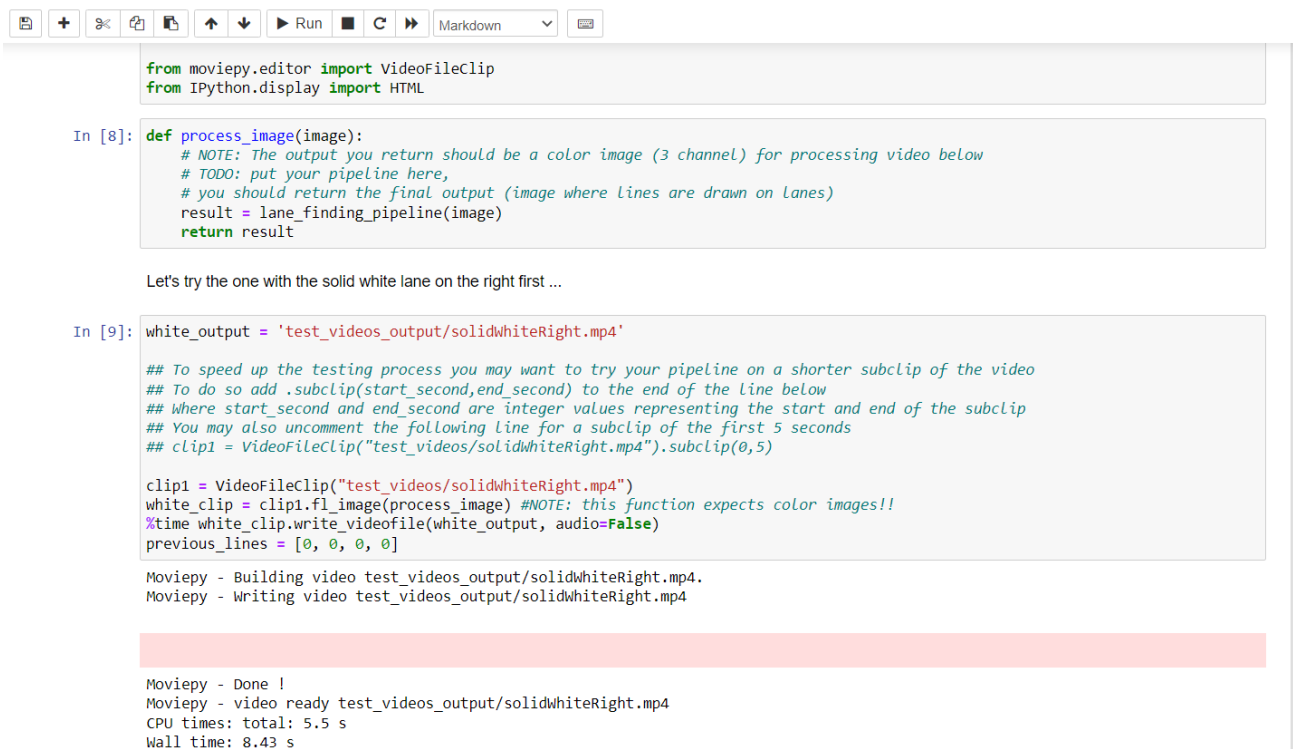 Run
Markdown
from moviepy.editor import VideoFileClip
from IPython.display import HTML
In [8]:
def process_image(image):
    # NOTE: The output you return should be a color image (3 channel) for processing video below
    # TODO: put your pipeline here,
    # you should return the final output (image where lines are drawn on lanes)
    result = lane_finding_pipeline(image)
    return result
Let's try the one with the solid white lane on the right first ...
In [9]:
white_output = 'test_videos_output/solidWhiteRight.mp4'
## To speed up the testing process you may want to try your pipeline on a shorter subclip of the video
## To do so add .subclip(start_second,end_second) to the end of the line below
## Where start_second and end_second are integer values representing the start and end of the subclip
## You may also uncomment the following line for a subclip of the first 5 seconds
## clip1 = VideoFileClip("test_videos/solidWhiteRight.mp4").subclip(0,5)
clip1 = VideoFileClip("test_videos/solidWhiteRight.mp4")
white_clip = clip1.fl_image(process_image) #NOTE: this function expects color images!!
%time white_clip.write_videofile(white_output, audio=False)
previous_lines = [0, 0, 0, 0]
Moviepy - Building video test_videos_output/solidWhiteRight.mp4.
Moviepy - Writing video test_videos_output/solidWhiteRight.mp4
Moviepy - Done !
Moviepy - video ready test_videos_output/solidWhiteRight.mp4
CPU times: total: 5.5 s
Wall time: 8.43 s